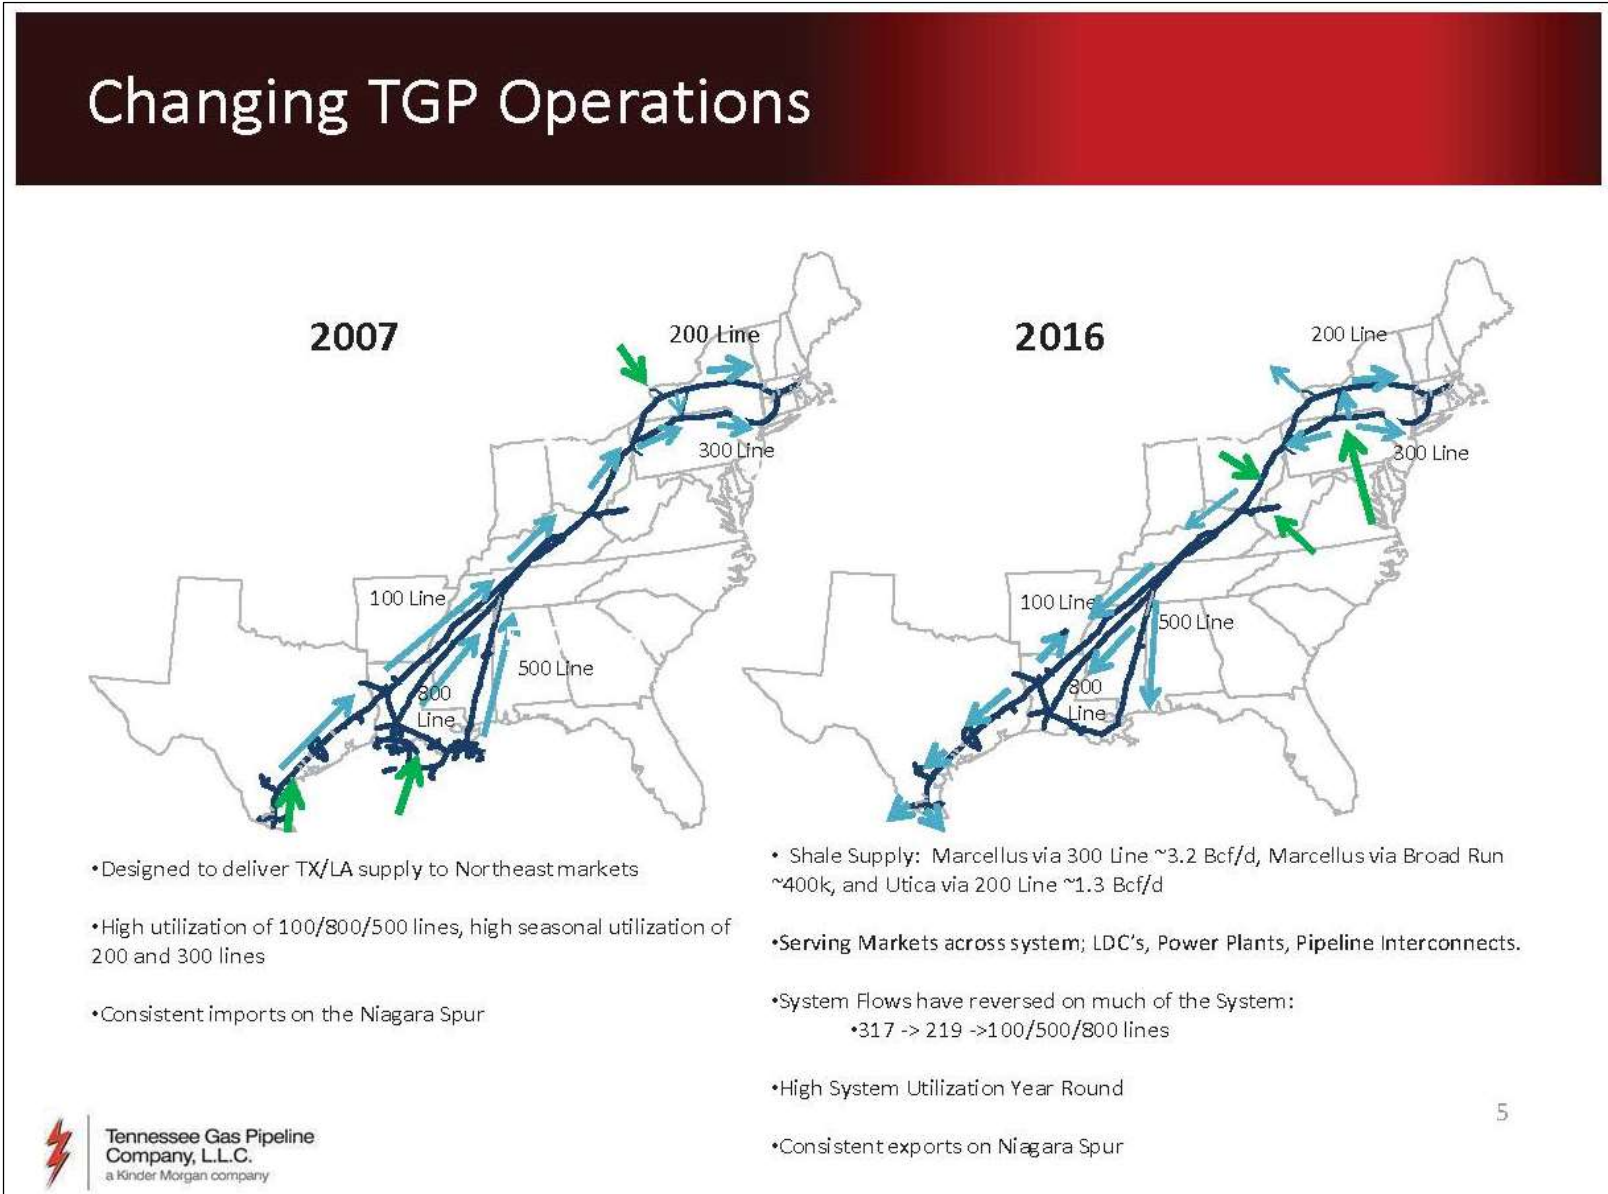 Changing TGP Operations
2007
200 Line
300 Line
100 Line
500 Line
800
Line
2016
200 Line
300 Line
100 Line
500 Line
800
Line
•Designed to deliver TX/LA supply to Northeast markets
•High utilization of 100/800/500 lines, high seasonal utilization of
200 and 300 lines
•Consistent imports on the Niagara Spur
• Shale Supply: Marcellus via 300 Line ~3.2 Bcf/d, Marcellus via Broad Run
~400k, and Utica via 200 Line ~1.3 Bcf/d
•Serving Markets across system; LDC's, Power Plants, Pipeline Interconnects.
•System Flows have reversed on much of the System:
•317 -> 219 ->100/500/800 lines
•High System Utilization Year Round
•Consistent exports on Niagara Spur
5
Tennessee Gas Pipeline
Company, L.L.C.
a Kinder Morgan company